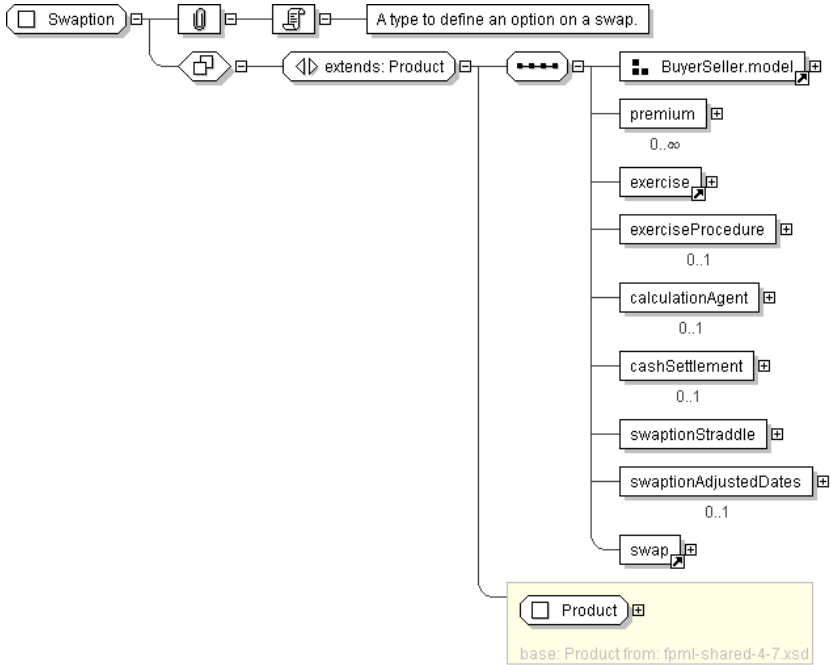 Swaption
A type to define an option on a swap.
extends: Product
BuyerSeller.model
premium
0..∞
exercise
exerciseProcedure
0..1
calculationAgent
0..1
cashSettlement
0..1
swaptionStraddle
swaptionAdjustedDates
0..1
swap
Product
base: Product from: fpml-shared-4-7.xsd